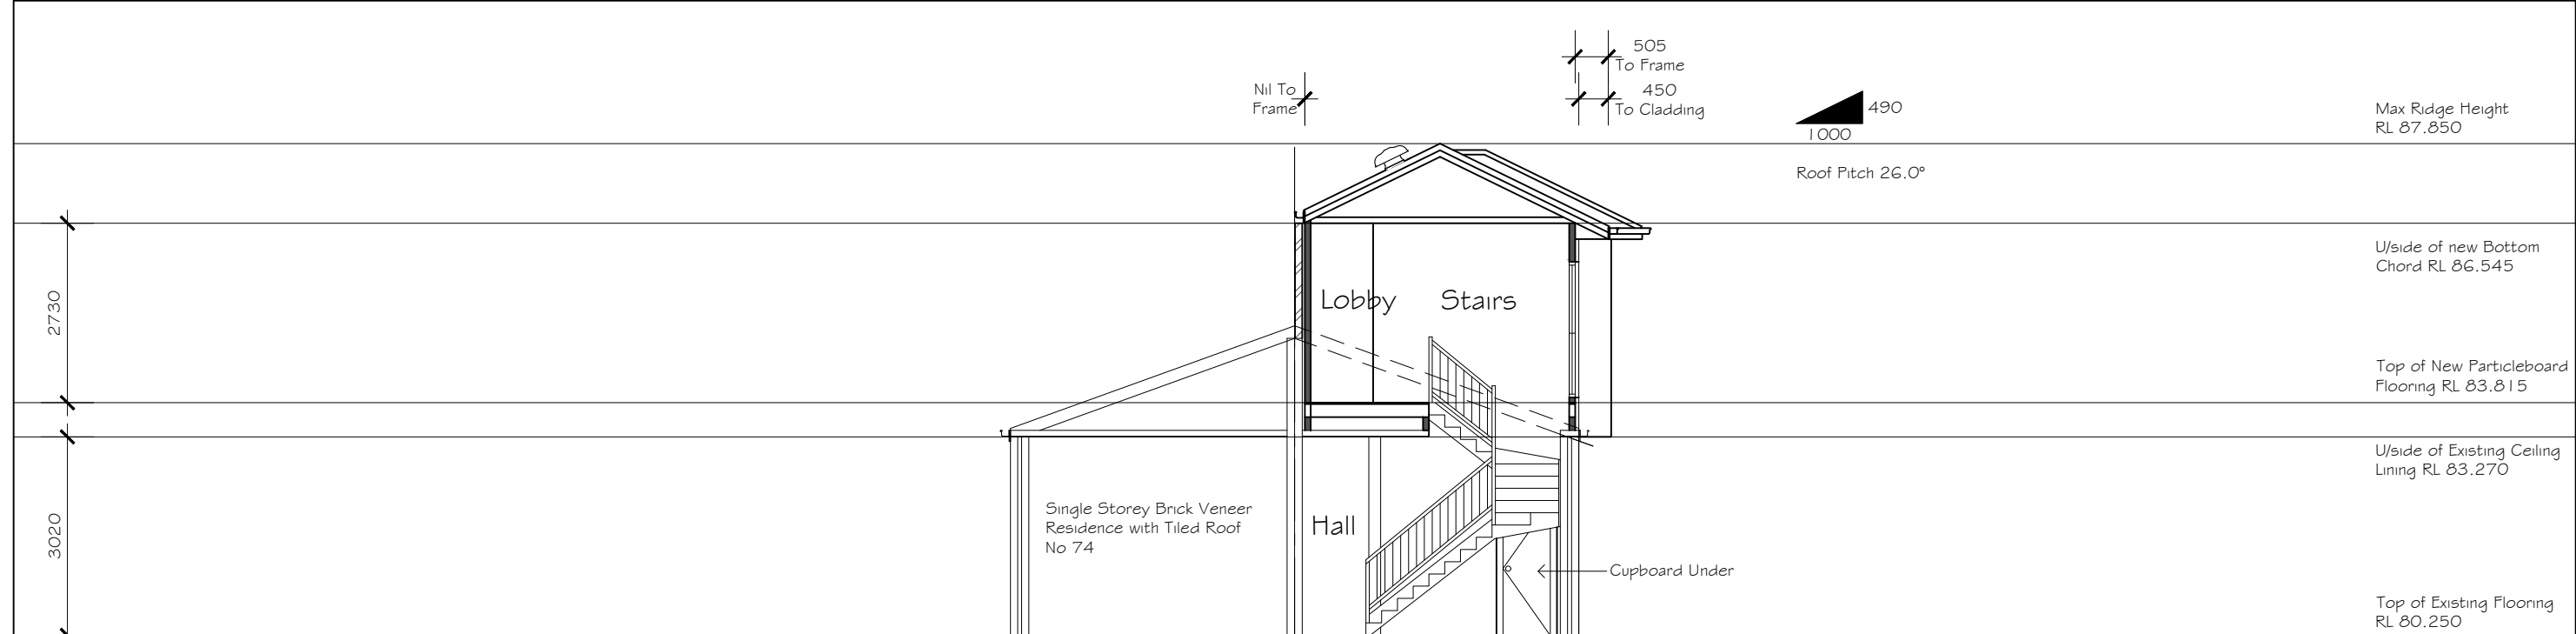 505
To Frame
Nil To
Frame
450
To Cladding
490
1000
Max Ridge Height
RL 87.850
Roof Pitch 26.0°
U/side of new Bottom
Chord RL 86.545
2730
Lobby
Stairs
Top of New Particleboard
Flooring RL 83.815
U/side of Existing Ceiling
Lining RL 83.270
3020
Single Storey Brick Veneer
Residence with Tiled Roof
No 74
Hall
Cupboard Under
Top of Existing Flooring
RL 80.250